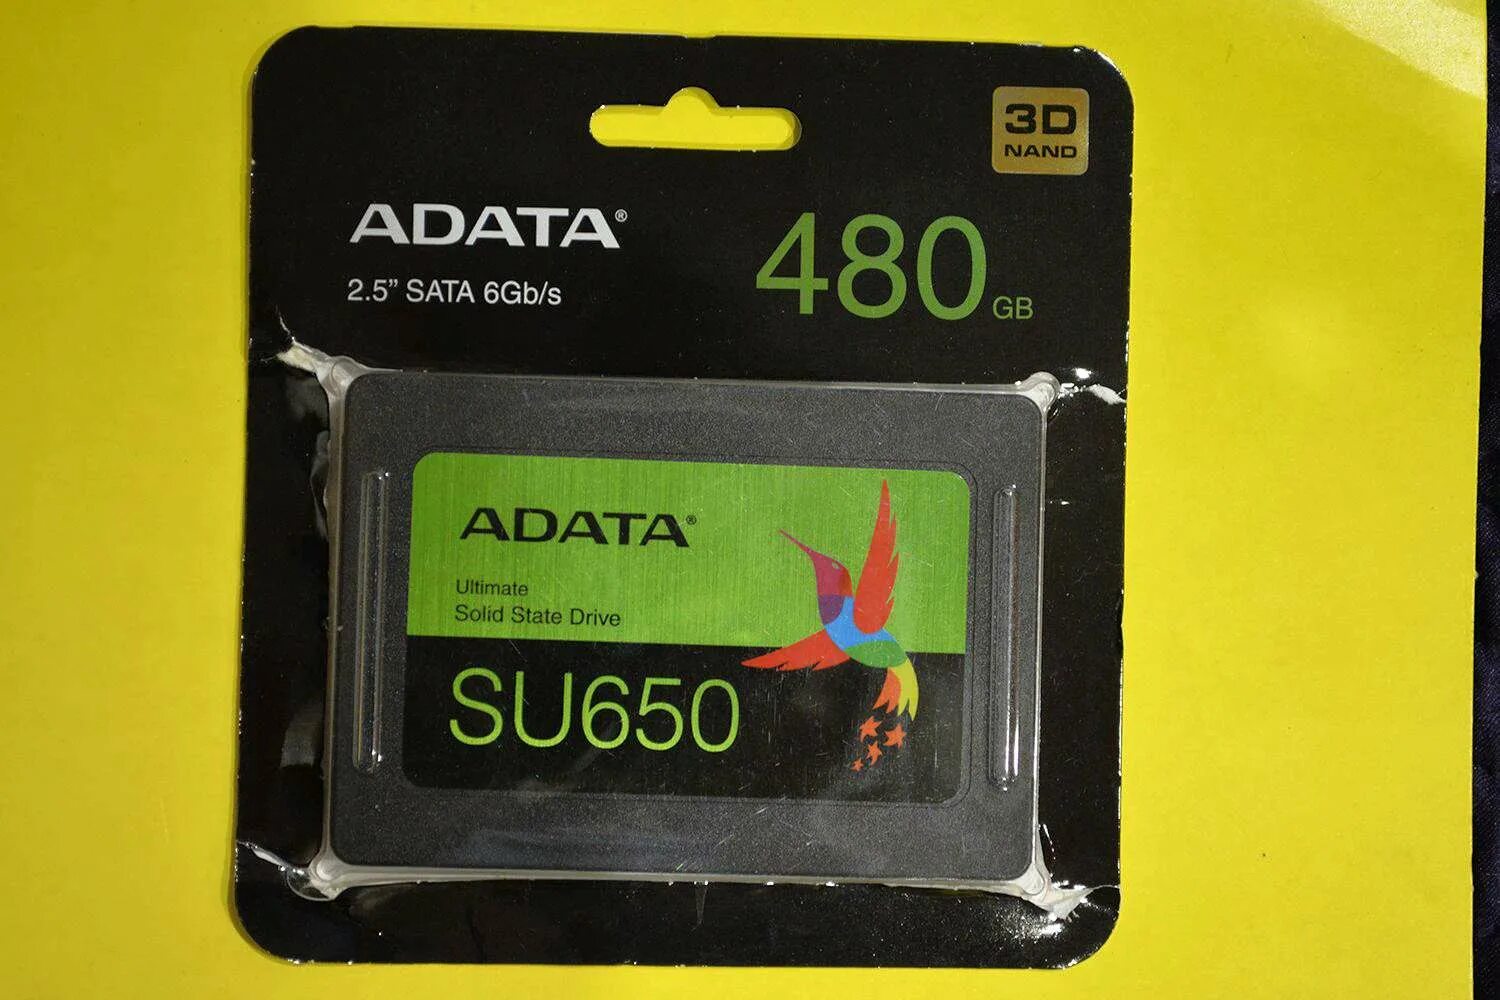 3D
NAND
ADATA®
480 GB
2.5” SATA 6Gb/s
ADATA®
Ultimate
Solid State Drive
SU650